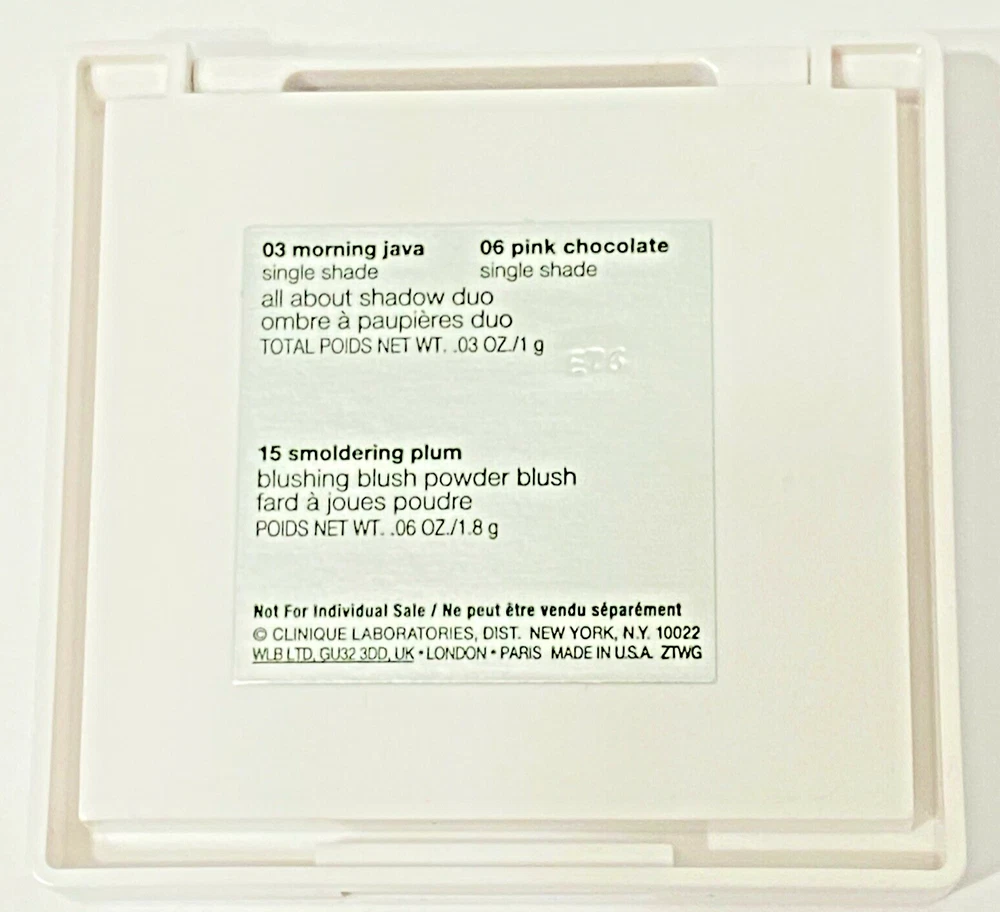 03 morning java 06 pink chocolate
single shade single shade
all about shadow duo
ombre à paupières duo
TOTAL POIDS NET WT. .03 OZ./1 g
15 smoldering plum
blushing blush powder blush
fard à joues poudre
POIDS NET WT. .06 OZ./1.8 g
Not For Individual Sale / Ne peut être vendu séparément
© CLINIQUE LABORATORIES, DIST. NEW YORK, N.Y. 10022
WLB LTD, GU32 3DD, UK • LONDON • PARIS MADE IN U.S.A. ZTWG